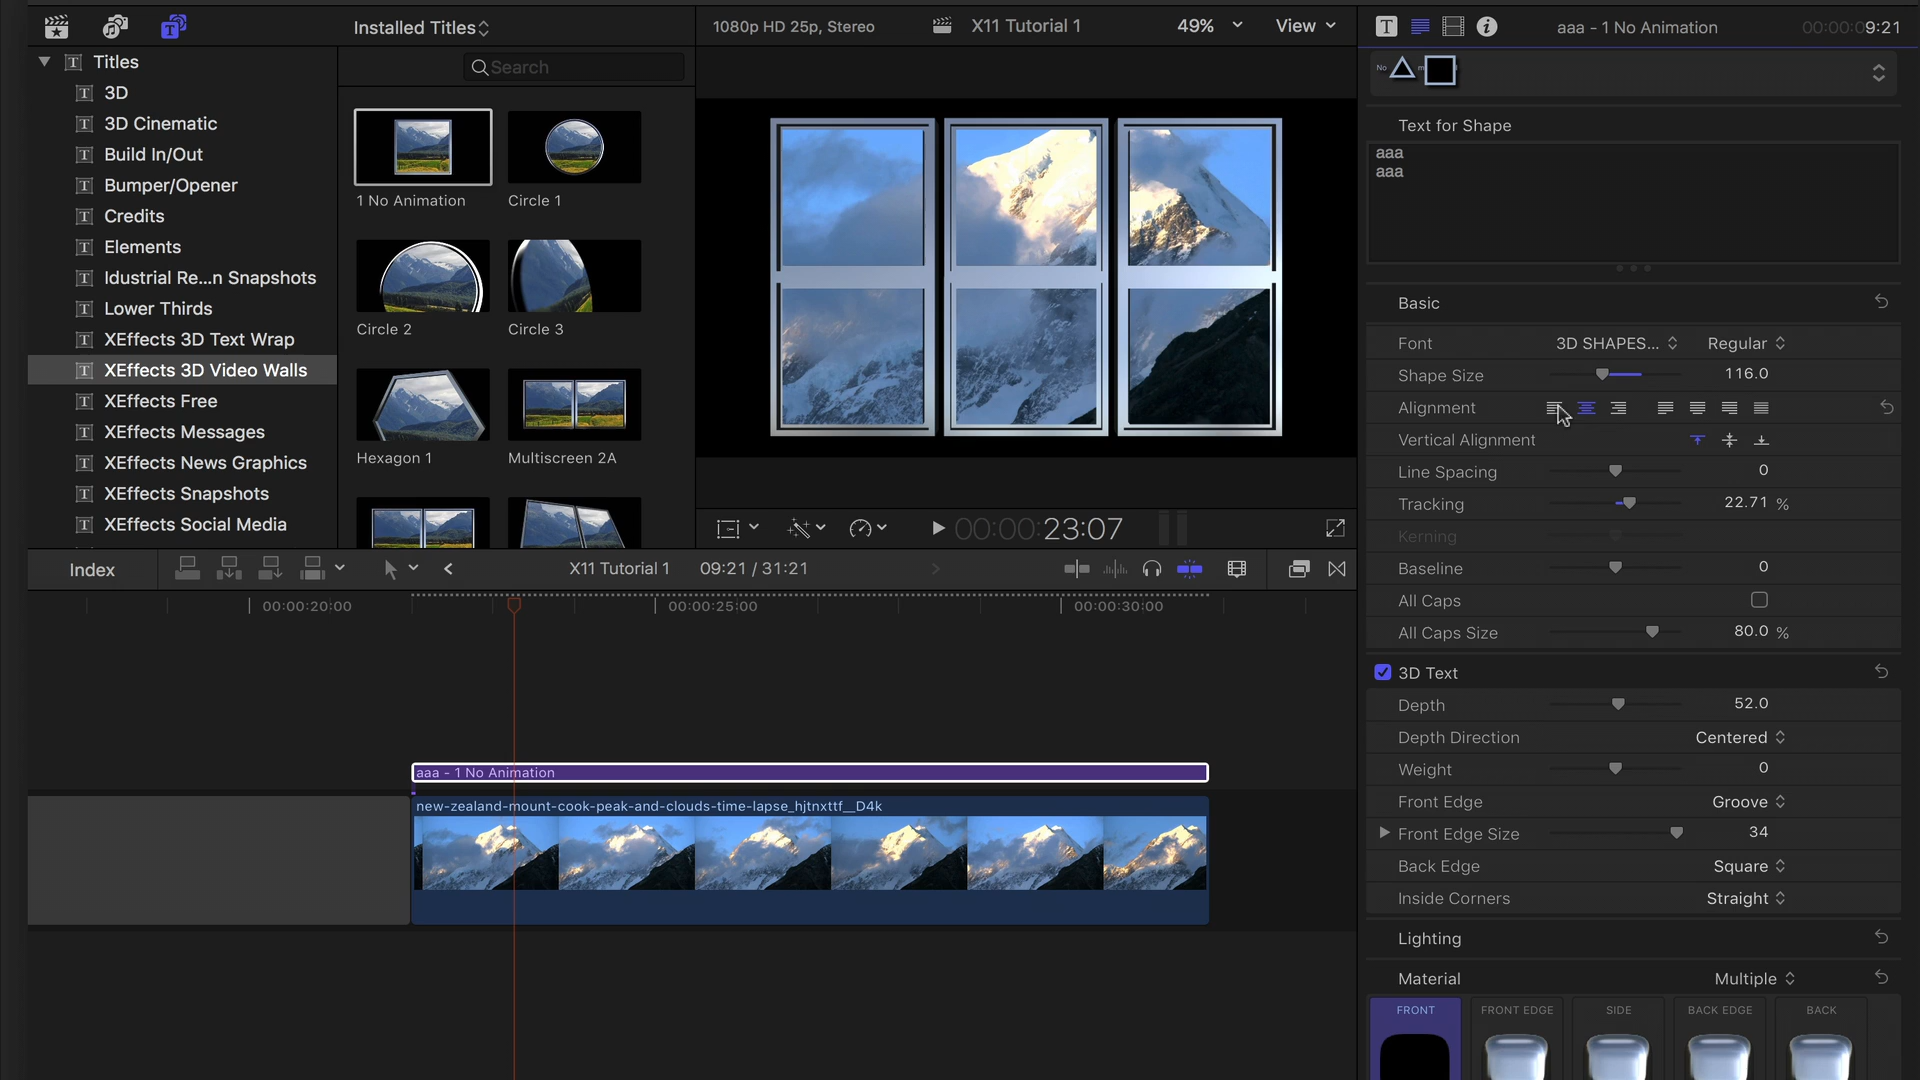 Installed Titles
1080p HD 25p, Stereo
X11 Tutorial 1
49%
View
aaa - 1 No Animation
00:00:09:21
Titles
3D
3D Cinematic
Build In/Out
Bumper/Opener
Credits
Elements
Idustrial Re...n Snapshots
Lower Thirds
XEffects 3D Text Wrap
XEffects 3D Video Walls
XEffects Free
XEffects Messages
XEffects News Graphics
XEffects Snapshots
XEffects Social Media
Search
1 No Animation
Circle 1
Circle 2
Circle 3
Hexagon 1
Multiscreen 2A
00:00:23:07
No
Text for Shape
aaa
aaa
Basic
Font
3D SHAPES...
Regular
Shape Size
116.0
Alignment
Vertical Alignment
Line Spacing
0
Tracking
22.71 %
Kerning
Baseline
0
All Caps
All Caps Size
80.0 %
3D Text
Depth
52.0
Depth Direction
Centered
Weight
0
Front Edge
Groove
Front Edge Size
34
Back Edge
Square
Inside Corners
Straight
Lighting
Material
Multiple
FRONT
FRONT EDGE
SIDE
BACK EDGE
BACK
Index
X11 Tutorial 1
09:21 / 31:21
00:00:20:00
00:00:25:00
00:00:30:00
aaa - 1 No Animation
new-zealand-mount-cook-peak-and-clouds-time-lapse_hjtnxttf__D4k